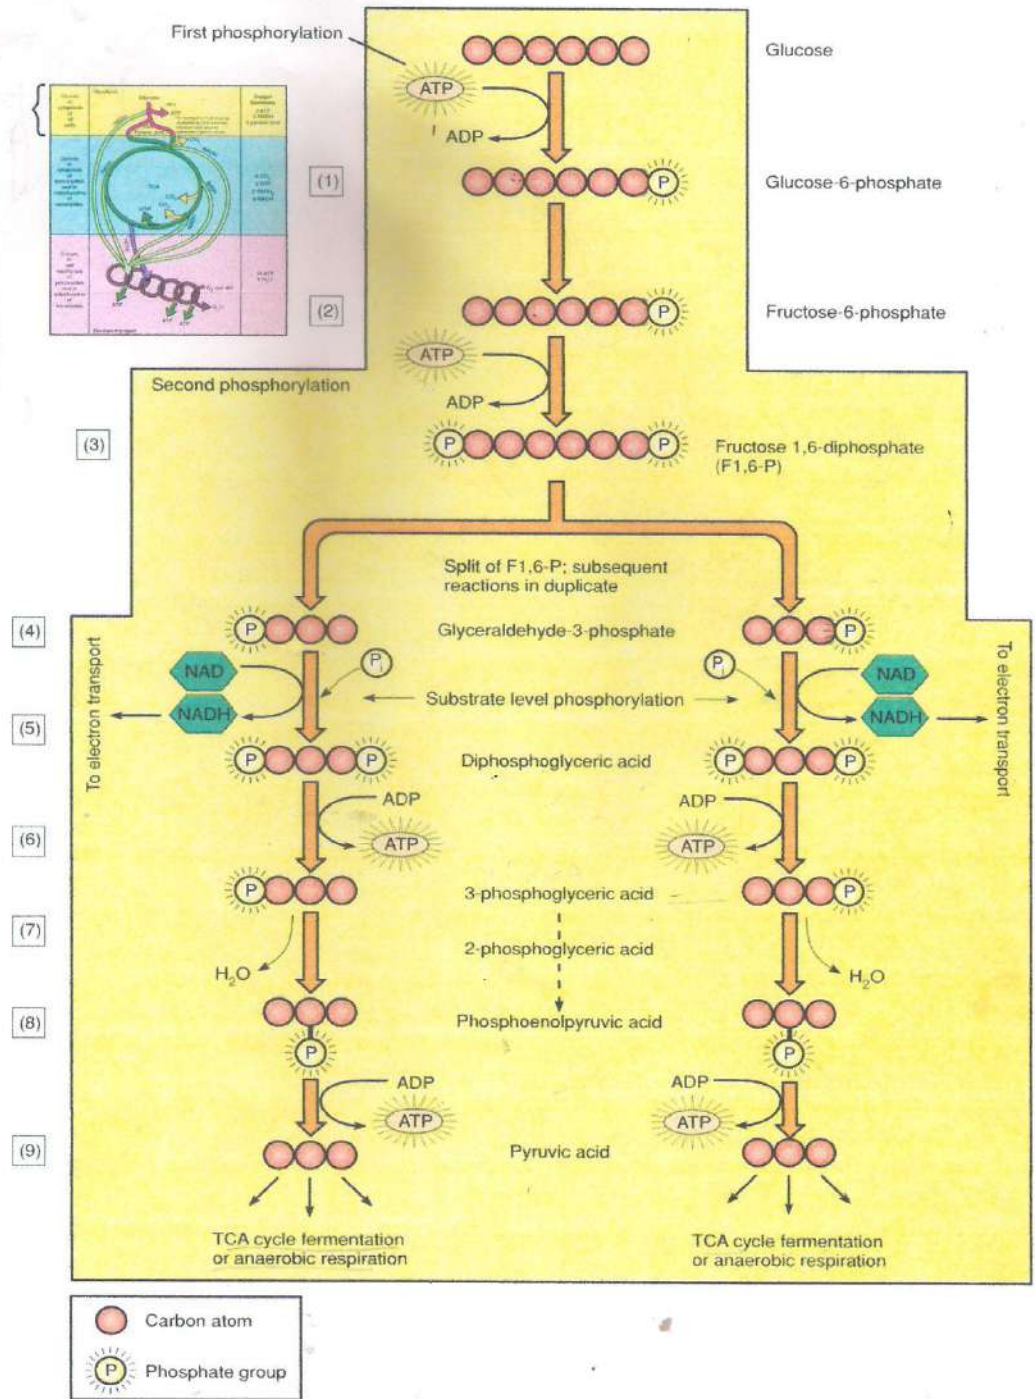 First phosphorylation
Glucose
ATP
ADP
(1)
P
Glucose-6-phosphate
(2)
P
Fructose-6-phosphate
ATP
Second phosphorylation
ADP
(3)
P
P
Fructose 1,6-diphosphate
(F1,6-P)
Split of F1,6-P; subsequent
reactions in duplicate
(4)
P
Glyceraldehyde-3-phosphate
P
To electron transport
NAD
Pi
Pi
NAD
To electron transport
Substrate level phosphorylation
NADH
NADH
(5)
P
P
Diphosphoglyceric acid
P
P
ADP
ADP
(6)
ATP
ATP
P
3-phosphoglyceric acid
P
(7)
2-phosphoglyceric acid
H2O
H2O
(8)
Phosphoenolpyruvic acid
P
P
ADP
ADP
ATP
ATP
(9)
Pyruvic acid
TCA cycle fermentation
or anaerobic respiration
TCA cycle fermentation
or anaerobic respiration
Carbon atom
P
Phosphate group